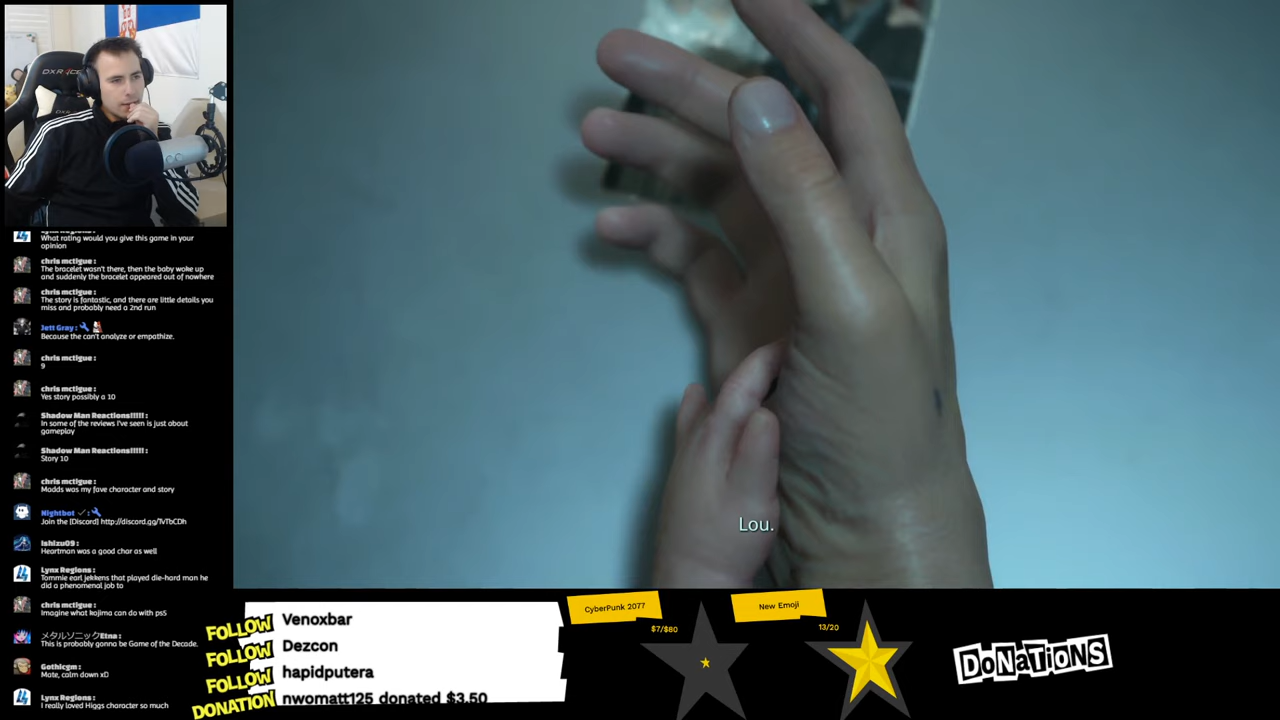 DXRACER
Lynx Regions :
What rating would you give this game in your
opinion
chris mctigue :
The bracelet wasn't there, then the baby woke up
and suddenly the bracelet appeared out of nowhere
chris mctigue :
The story is fantastic, and there are little details you
miss and probably need a 2nd run
Jett Gray :
Because the can't analyze or empathize.
chris mctigue :
9
chris mctigue :
Yes story possibly a 10
Shadow Man Reactions!!!!! :
In some of the reviews I've seen is just about
gameplay
Shadow Man Reactions!!!!! :
Story 10
chris mctigue :
Madds was my fave character and story
Nightbot ✓ :
Join the [Discord] http://discord.gg/TvTbCDh
Ishizu09 :
Heartman was a good char as well
Lynx Regions :
Tommie earl jekkens that played die-hard man he
did a phenomenal job to
chris mctigue :
Imagine what kojima can do with ps5
メタルソニックEtna :
This is probably gonna be Game of the Decade.
Gothicgm :
Mate, calm down xD
Lynx Regions :
I really loved Higgs character so much
Lou.
FOLLOW Venoxbar
FOLLOW Dezcon
FOLLOW hapidputera
DONATION nwomatt125 donated $3.50
CyberPunk 2077
$7/$80
New Emoji
13/20
DONATIONS